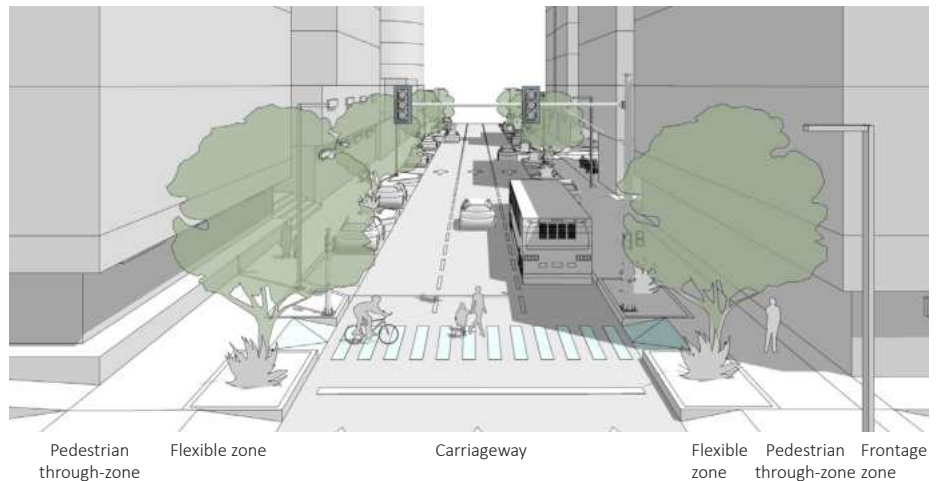 Pedestrian
through-zone
Flexible zone
Carriageway
Flexible
zone
Pedestrian
through-zone
Frontage
zone